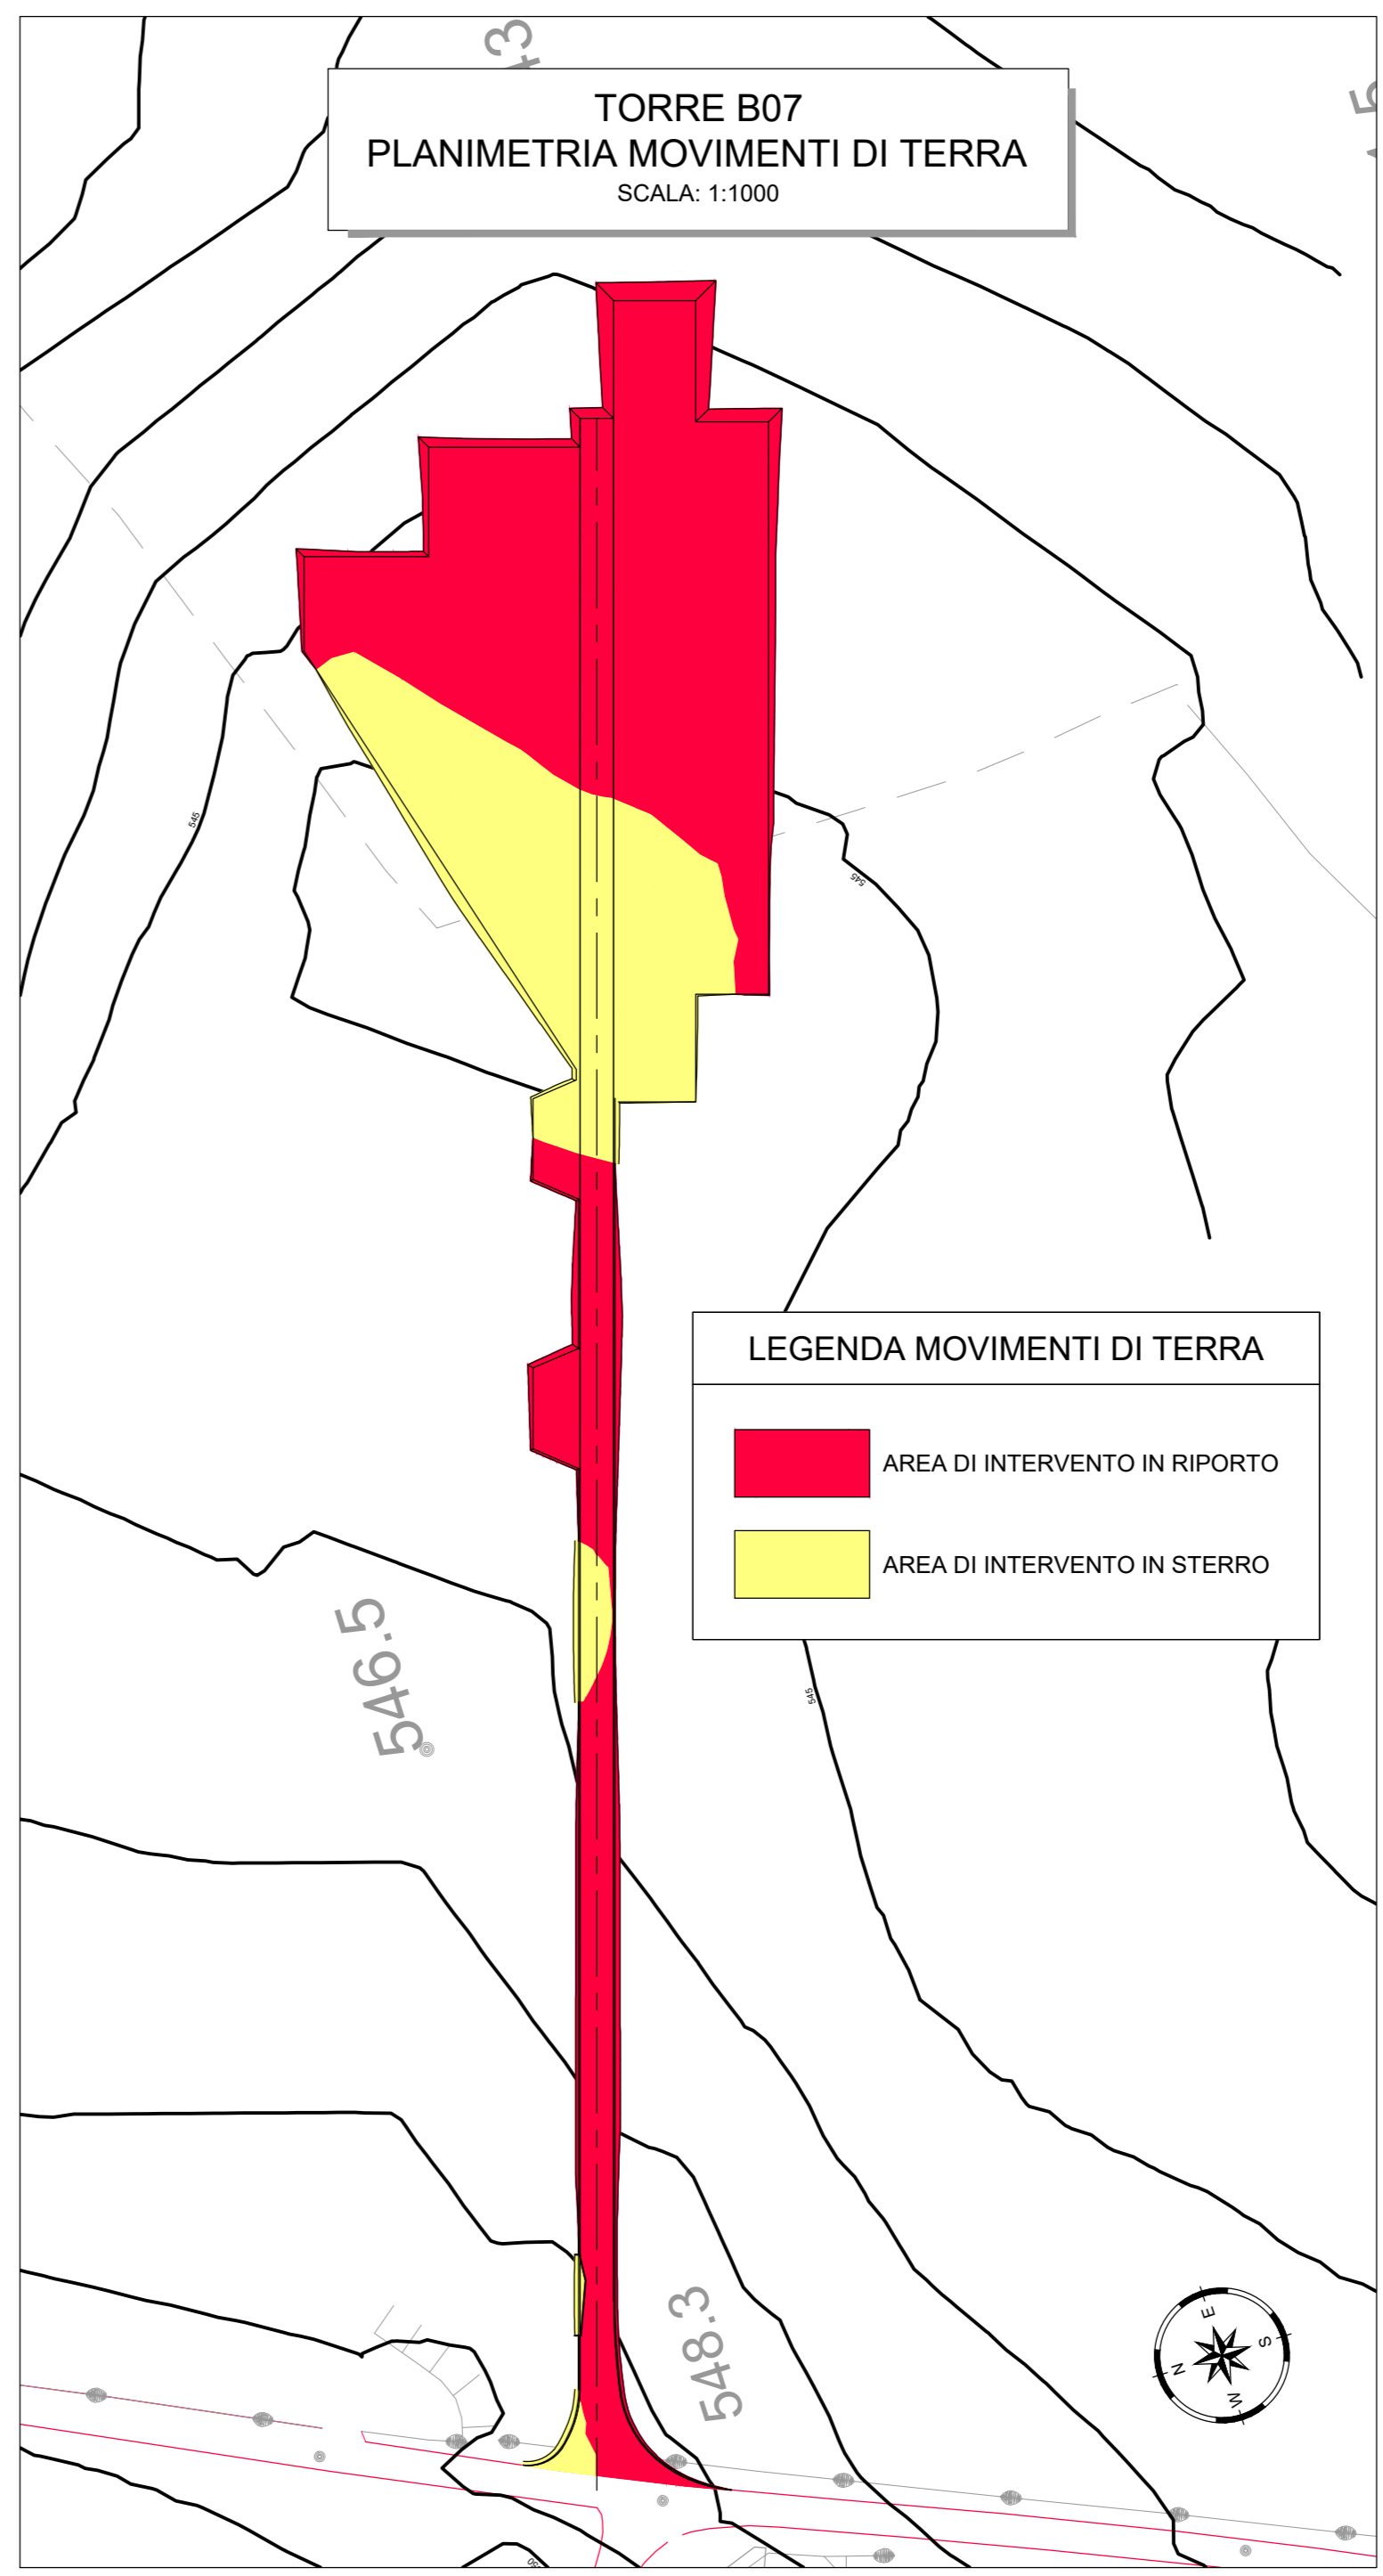 TORRE B07
PLANIMETRIA MOVIMENTI DI TERRA
SCALA: 1:1000
545
545
LEGENDA MOVIMENTI DI TERRA
AREA DI INTERVENTO IN RIPORTO
AREA DI INTERVENTO IN STERRO
546.5
545
548.3
E
S
N
W